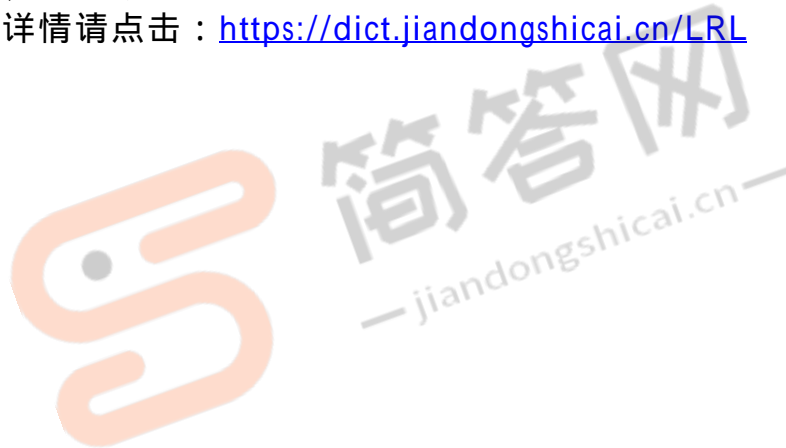 详情请点击：https://dict.jiandongshicai.cn/LRL
简答网
— jiandongshicai.cn —